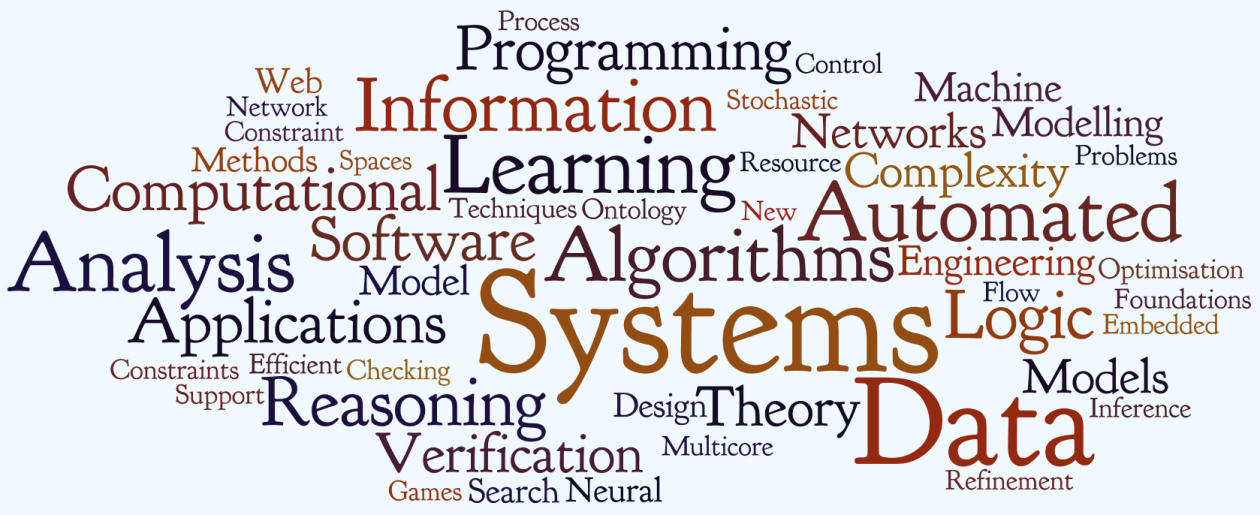 Process
Programming
Control
Web
Information
Stochastic
Machine
Network
Constraint
Networks
Modelling
Methods
Spaces
Learning
Resource
Complexity
Problems
Computational
Techniques
Ontology
New
Automated
Software
Algorithms
Engineering
Optimisation
Analysis
Model
Systems
Flow
Logic
Foundations
Embedded
Applications
Constraints
Efficient
Checking
Models
Support
Reasoning
Design
Theory
Data
Inference
Verification
Multicore
Games
Search
Neural
Refinement